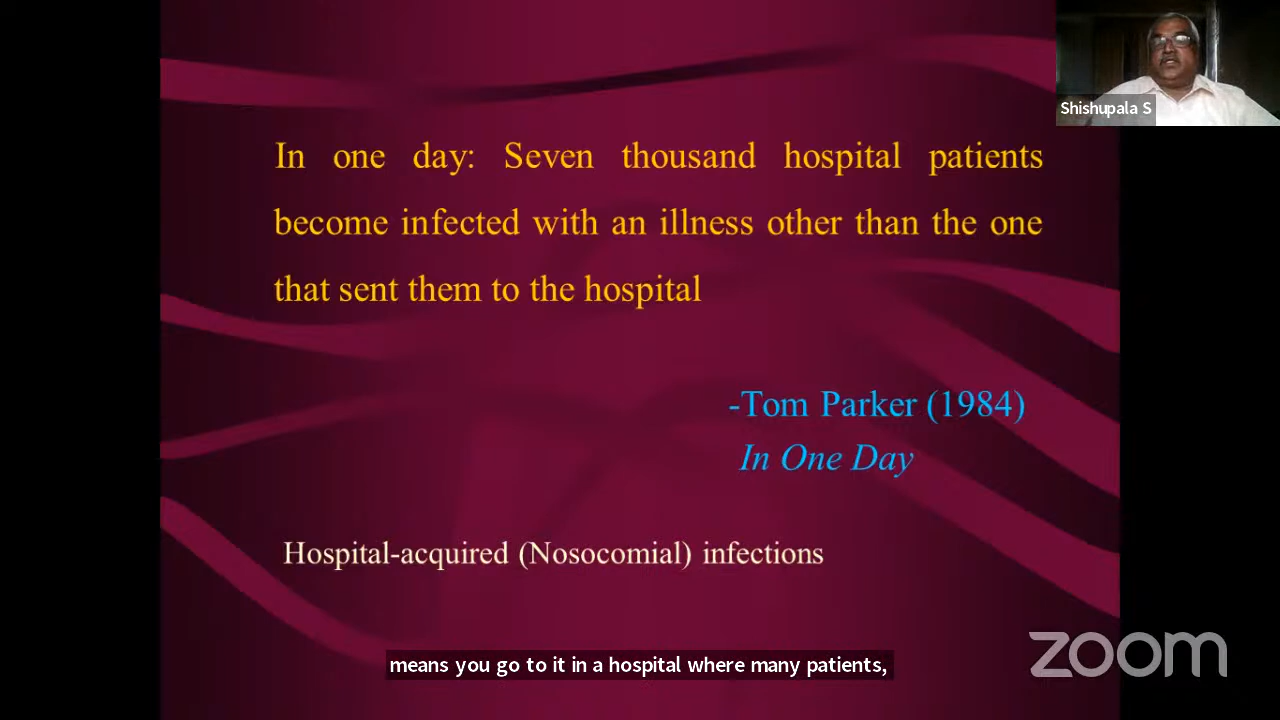 Shishupala S
In one day: Seven thousand hospital patients
become infected with an illness other than the one
that sent them to the hospital
-Tom Parker (1984)
In One Day
Hospital-acquired (Nosocomial) infections
means you go to it in a hospital where many patients,
zoom